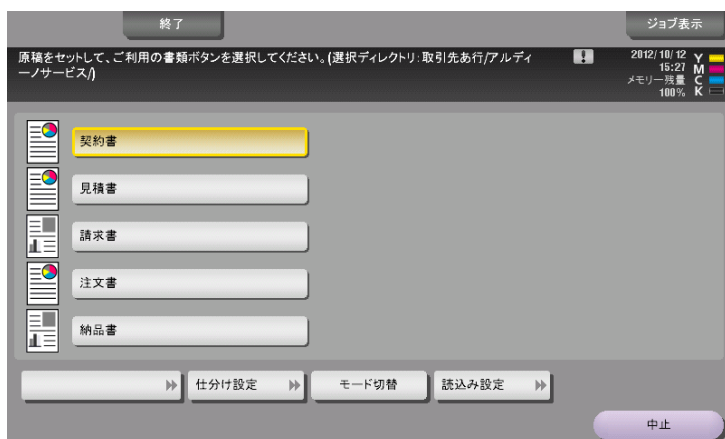 終了
ジョブ表示
原稿をセットして、ご利用の書類ボタンを選択してください。(選択ディレクトリ:取引先あ行/アルディ
ーノサービス/)
2012/10/12
15:27
メモリー残量
100%
Y
M
C
K
契約書
見積書
請求書
注文書
納品書
仕分け設定
モード切替
読込み設定
中止